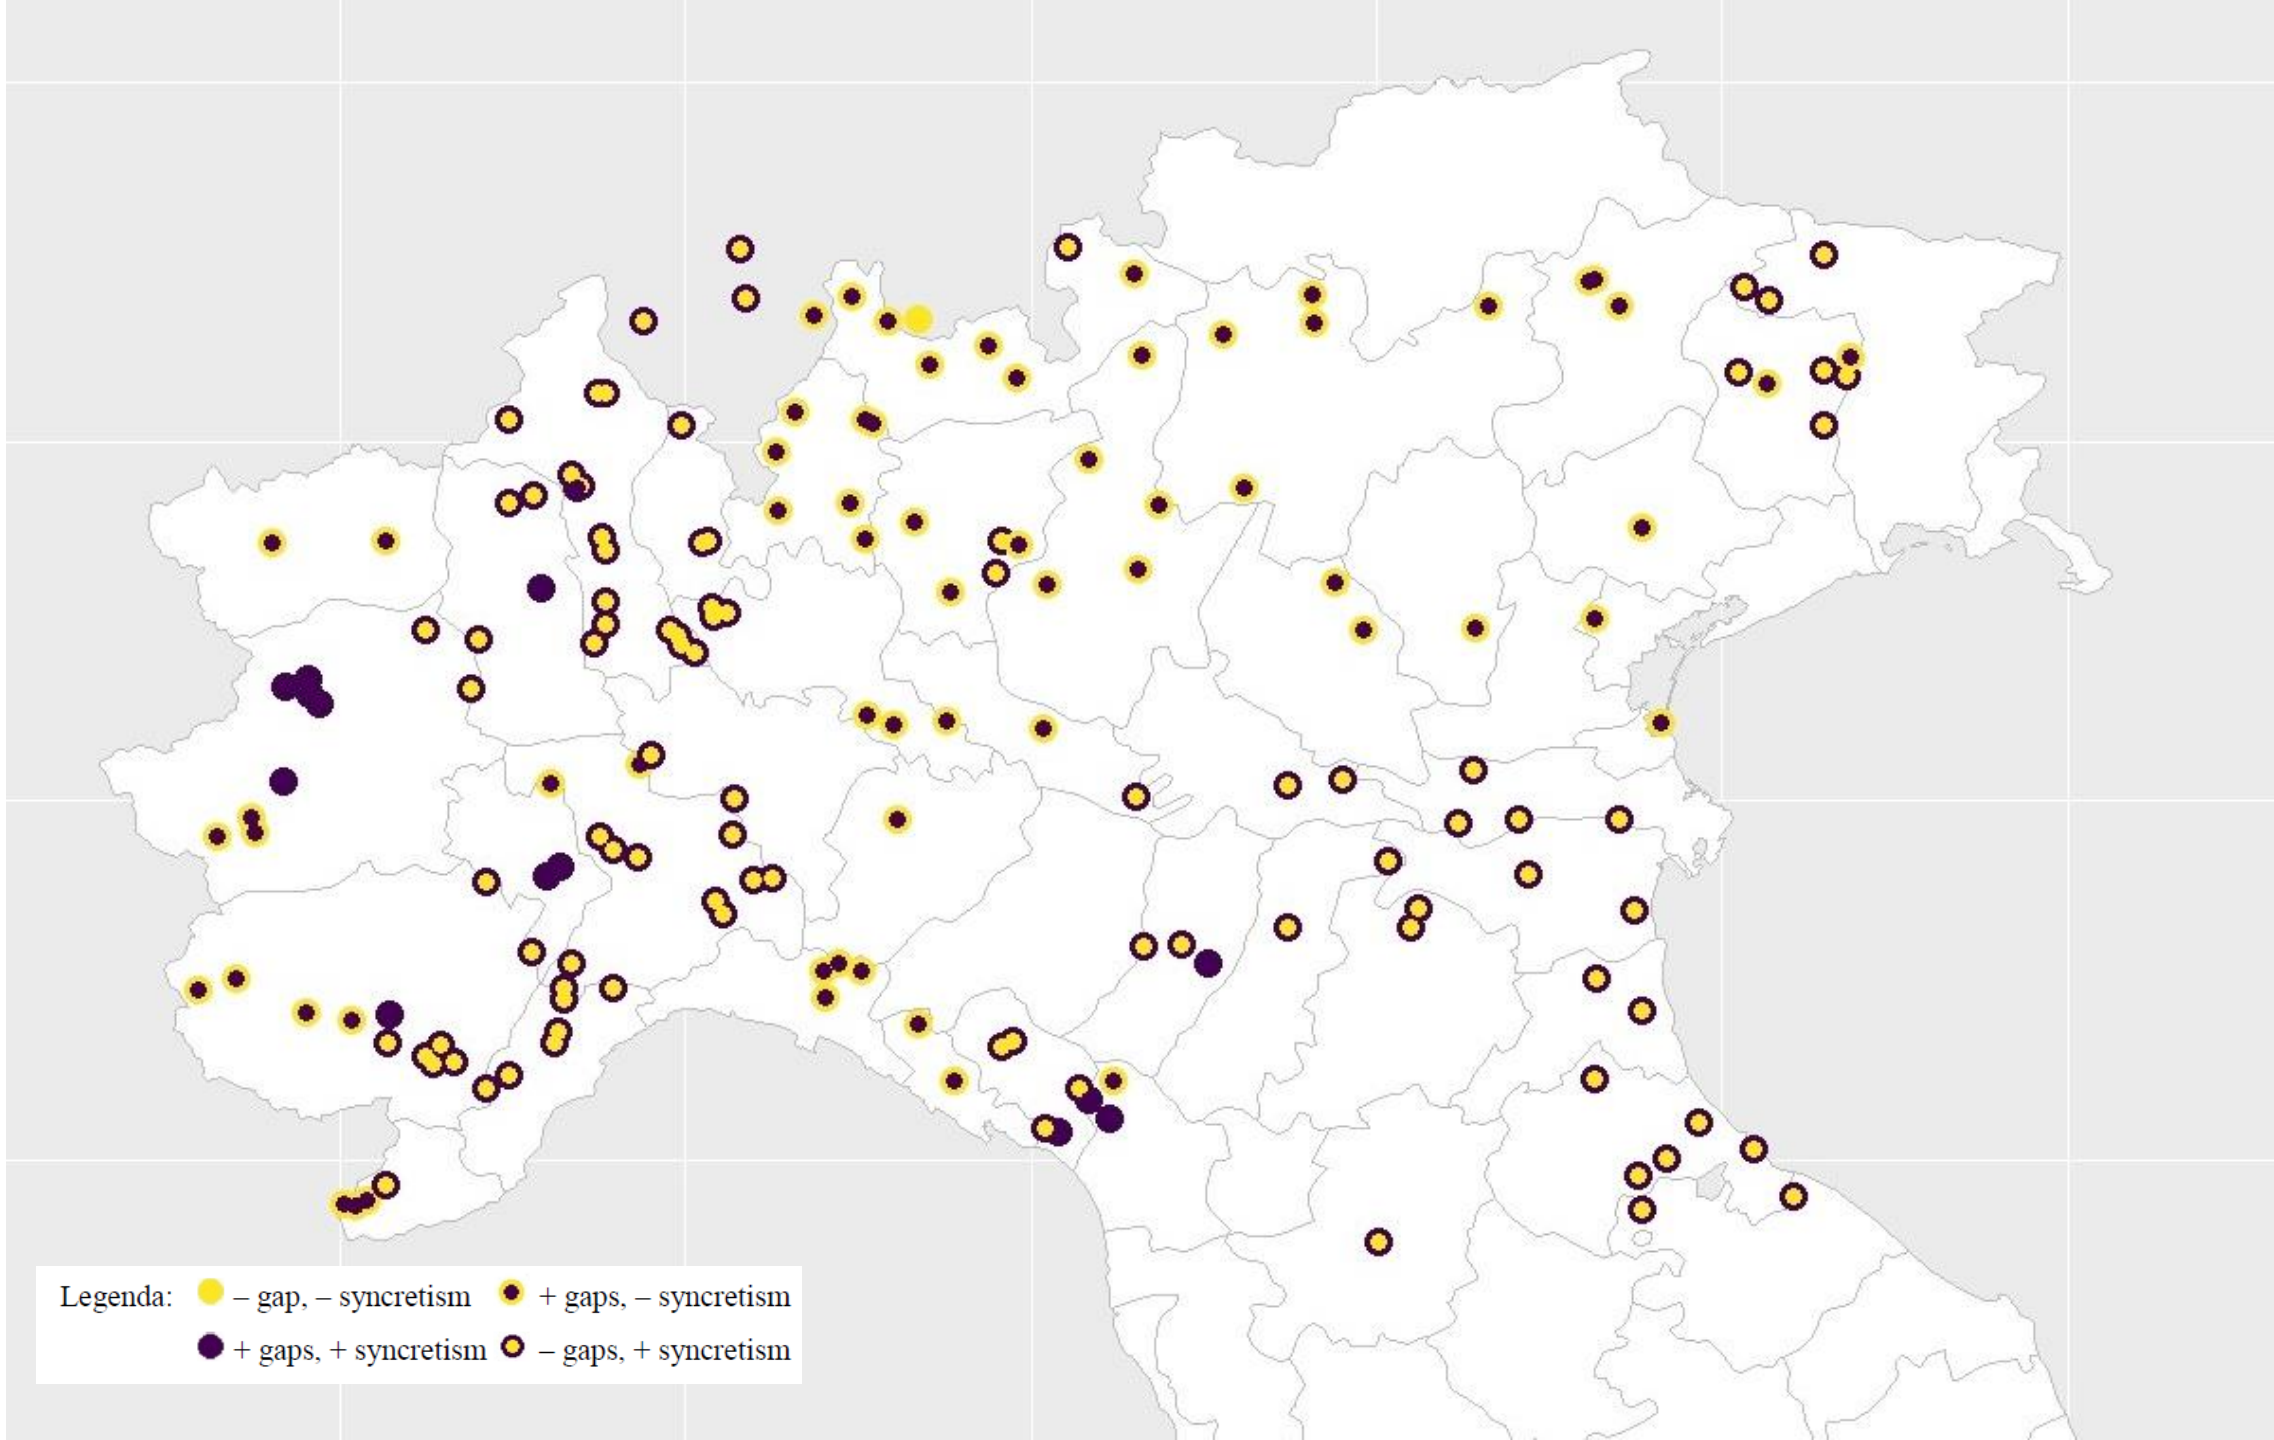 Legenda: – gap, – syncretism + gaps, – syncretism
+ gaps, + syncretism – gaps, + syncretism